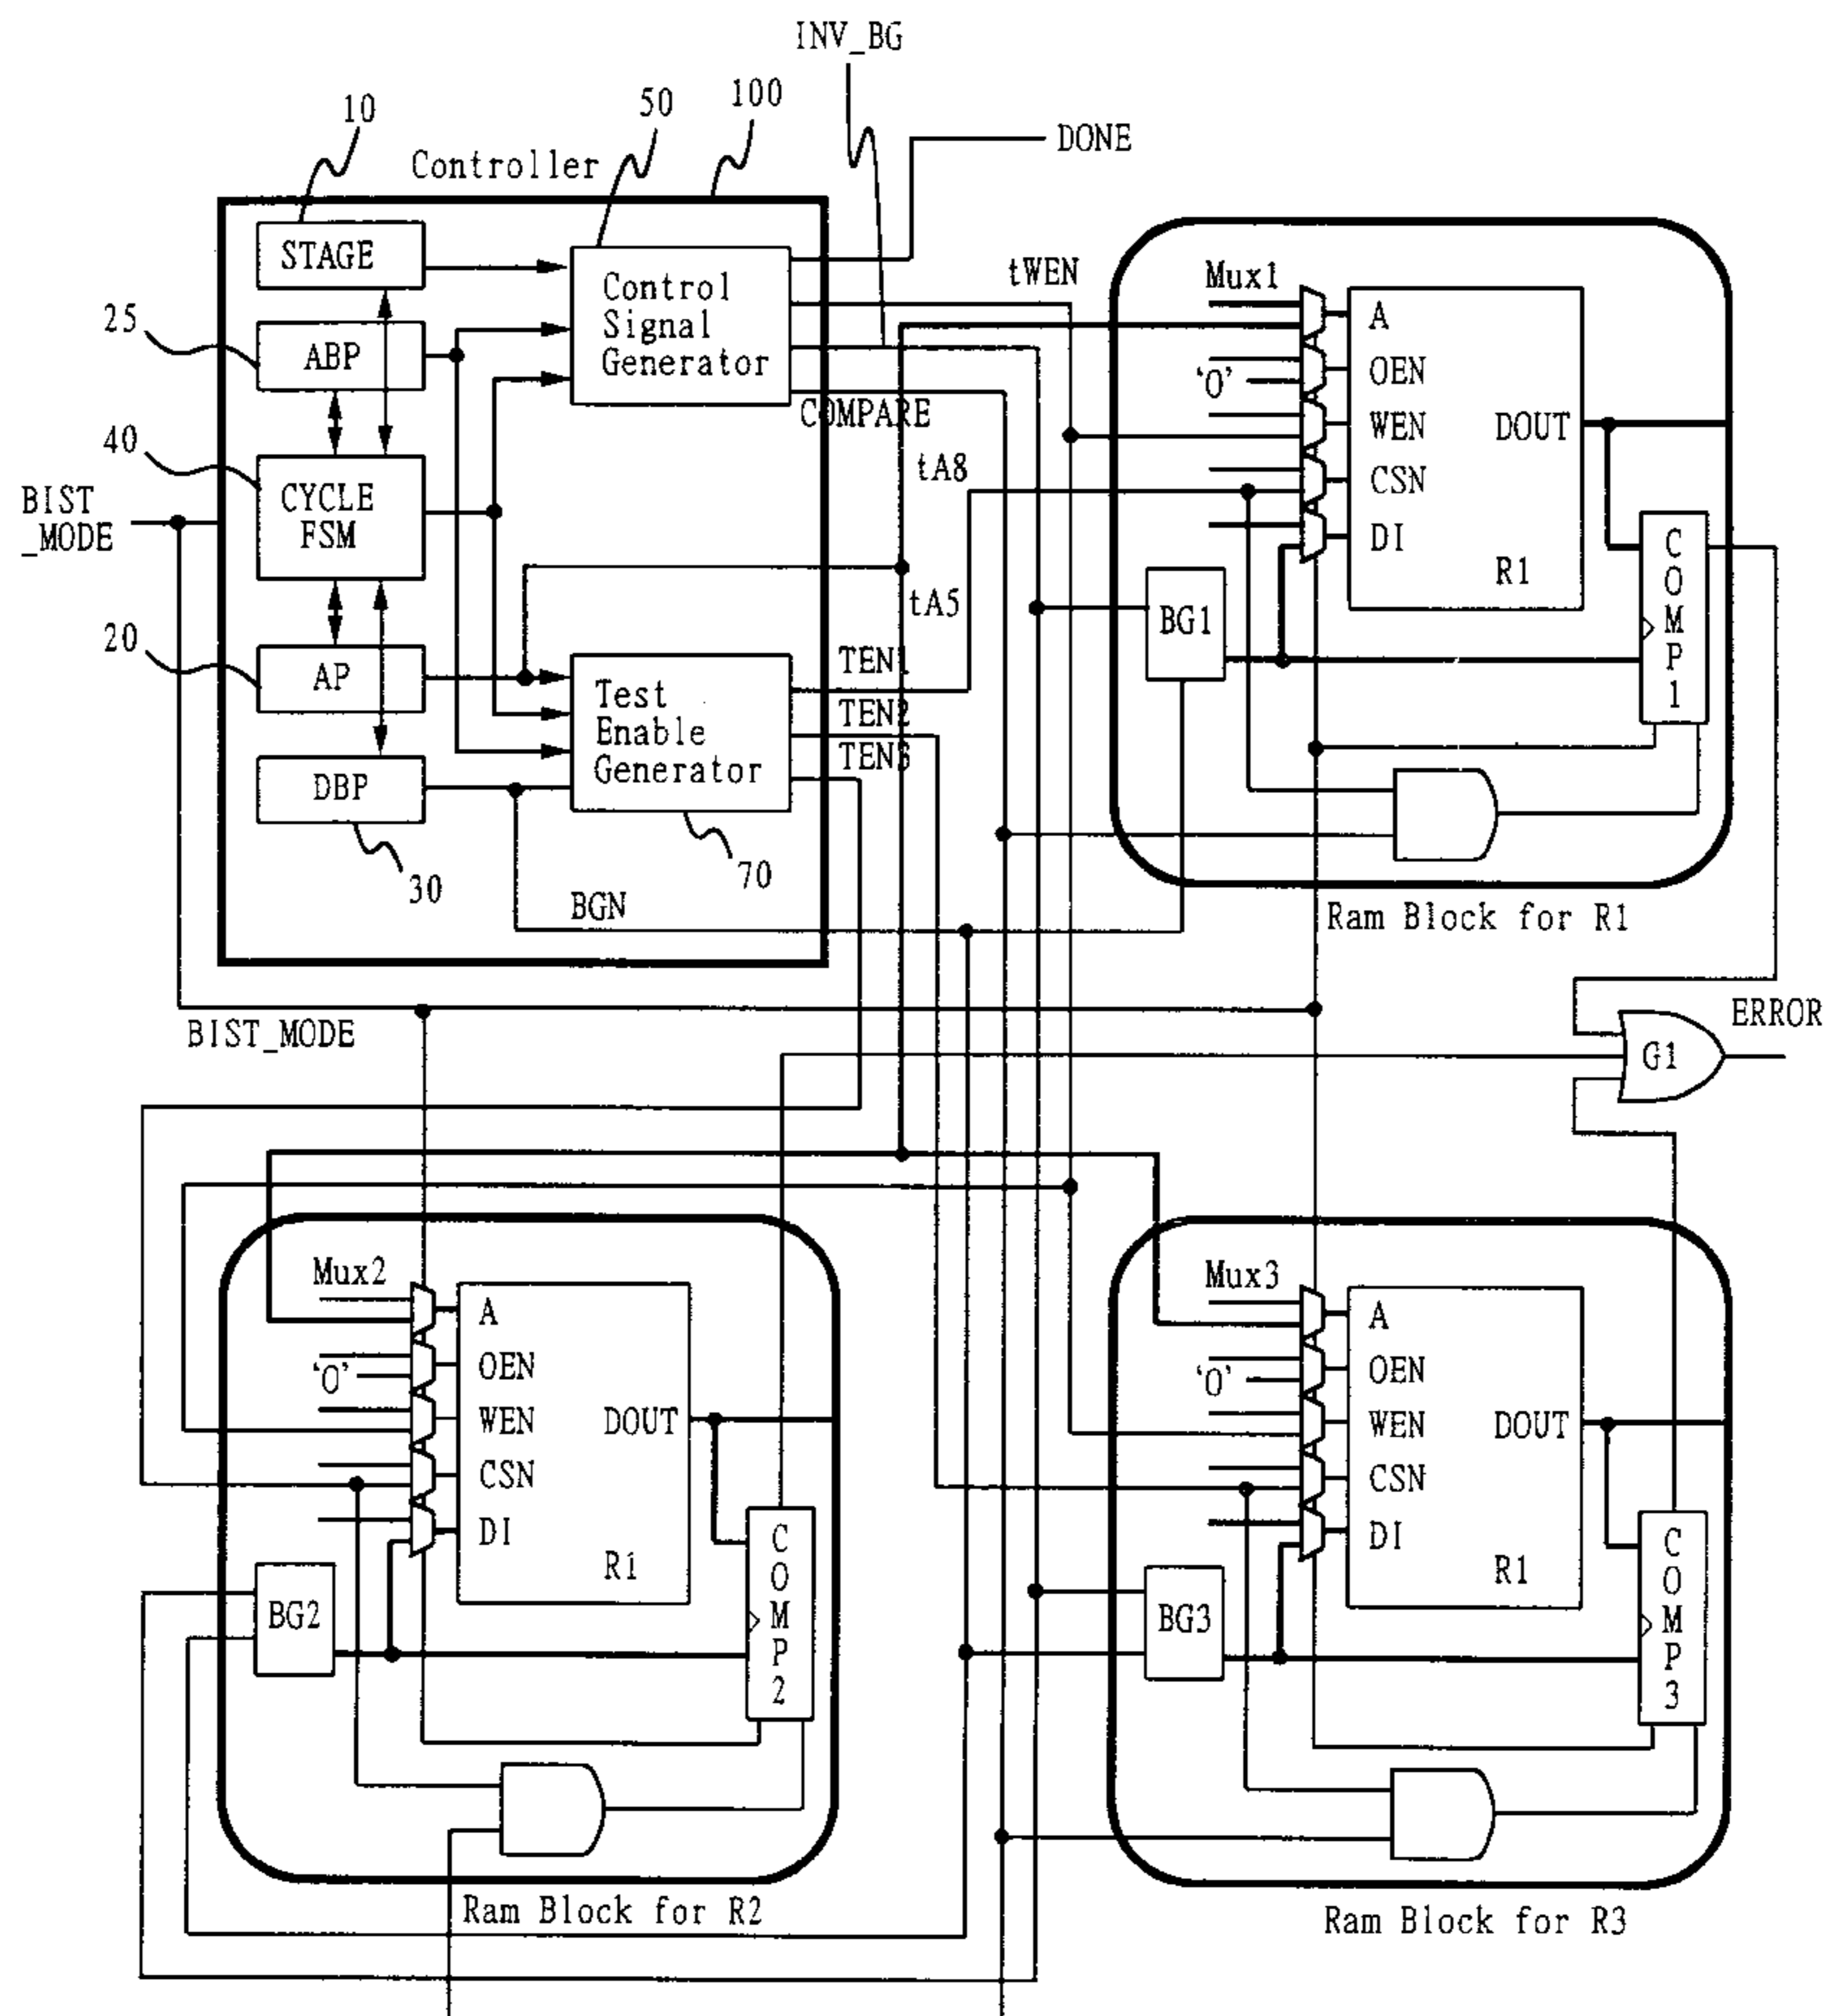 INV_BG
10
50
100
DONE
Controller
STAGE
25
ABP
Control
Signal
Generator
tWEN
COMPARE
40
CYCLE
FSM
BIST
_MODE
tA8
tA5
20
AP
TEN1
TEN2
TEN3
Test
Enable
Generator
DBP
30
70
BGN
BIST_MODE
Mux1
A
'0'
OEN
WEN
DOUT
CSN
DI
R1
BG1
COMP1
Ram Block for R1
G1
ERROR
Mux2
A
'0'
OEN
WEN
DOUT
CSN
DI
R1
BG2
COMP2
Ram Block for R2
Mux3
A
'0'
OEN
WEN
DOUT
CSN
DI
R1
BG3
COMP3
Ram Block for R3